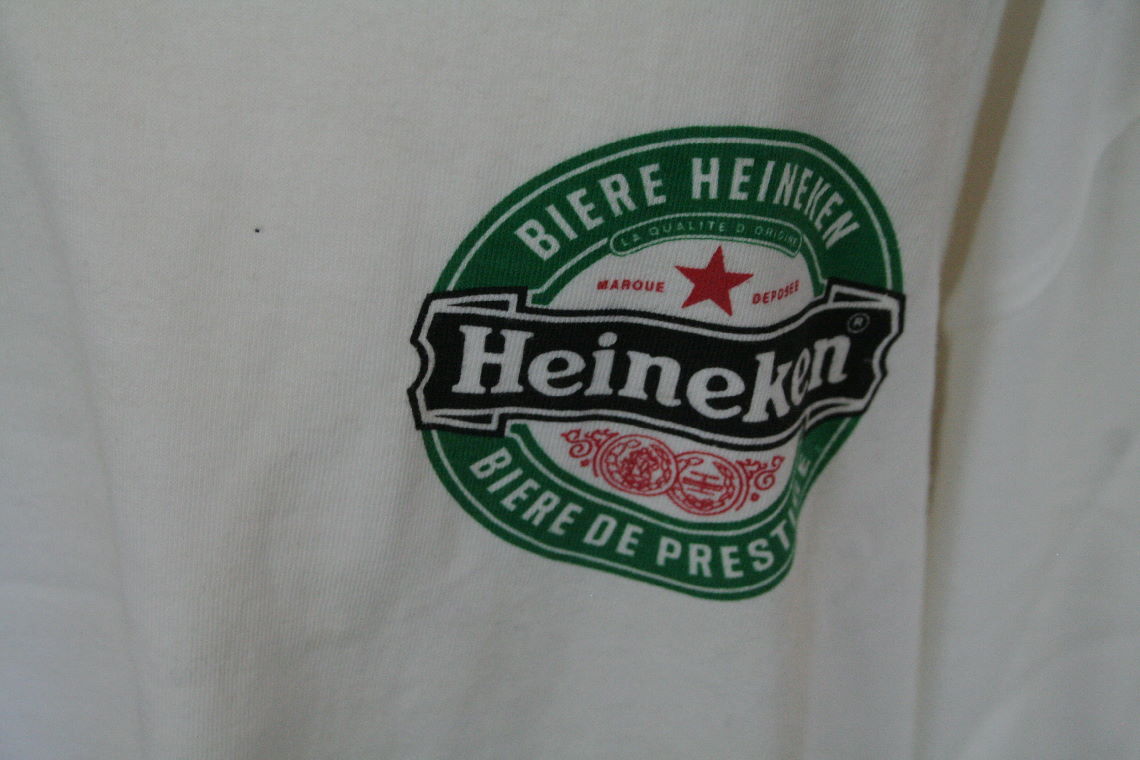 BIERE HEINEKEN
LA QUALITE D'ORIGINE
MARQUE DEPOSEE
Heineken®
BIERE DE PRESTIGE